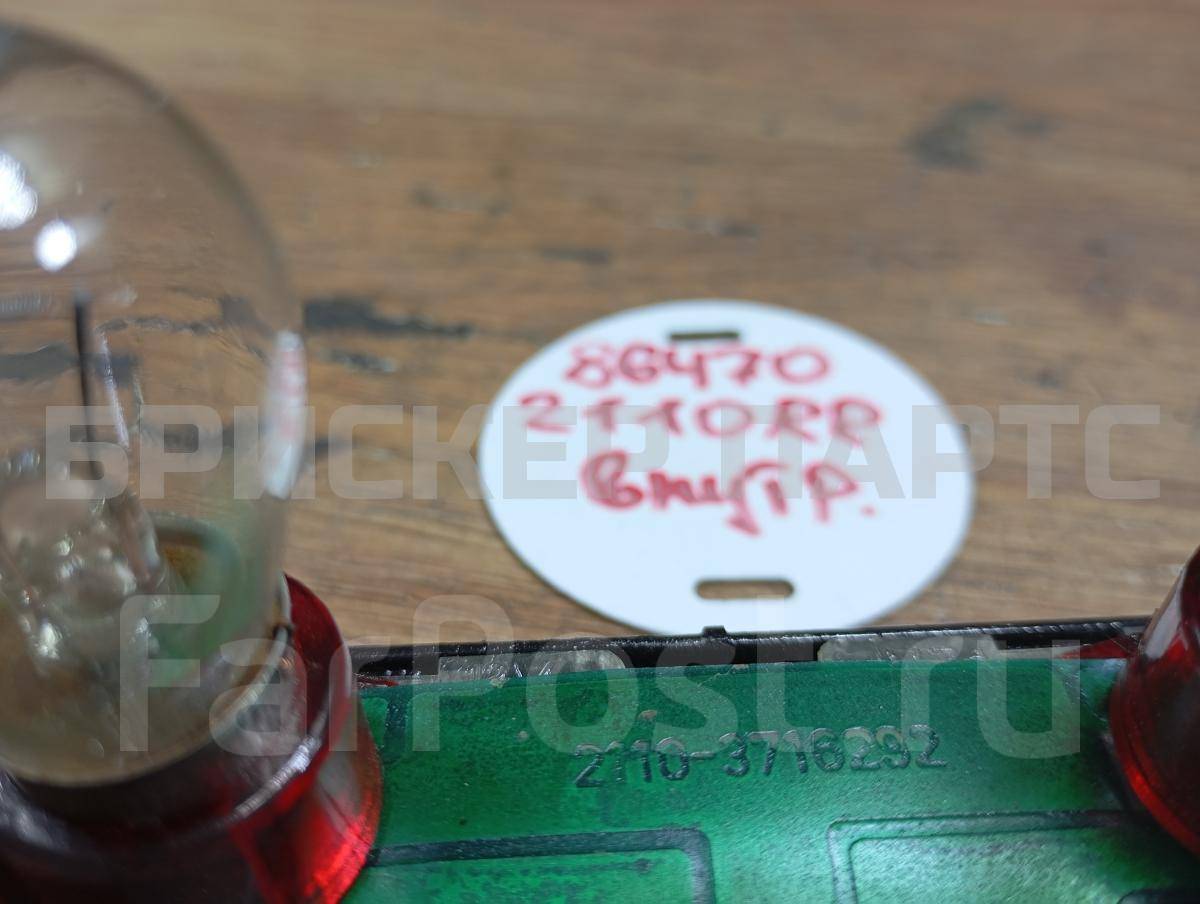 86470
2110RR
внутр.
БРИСКЕР ПАРТС
FarPost.ru
2110-3716292